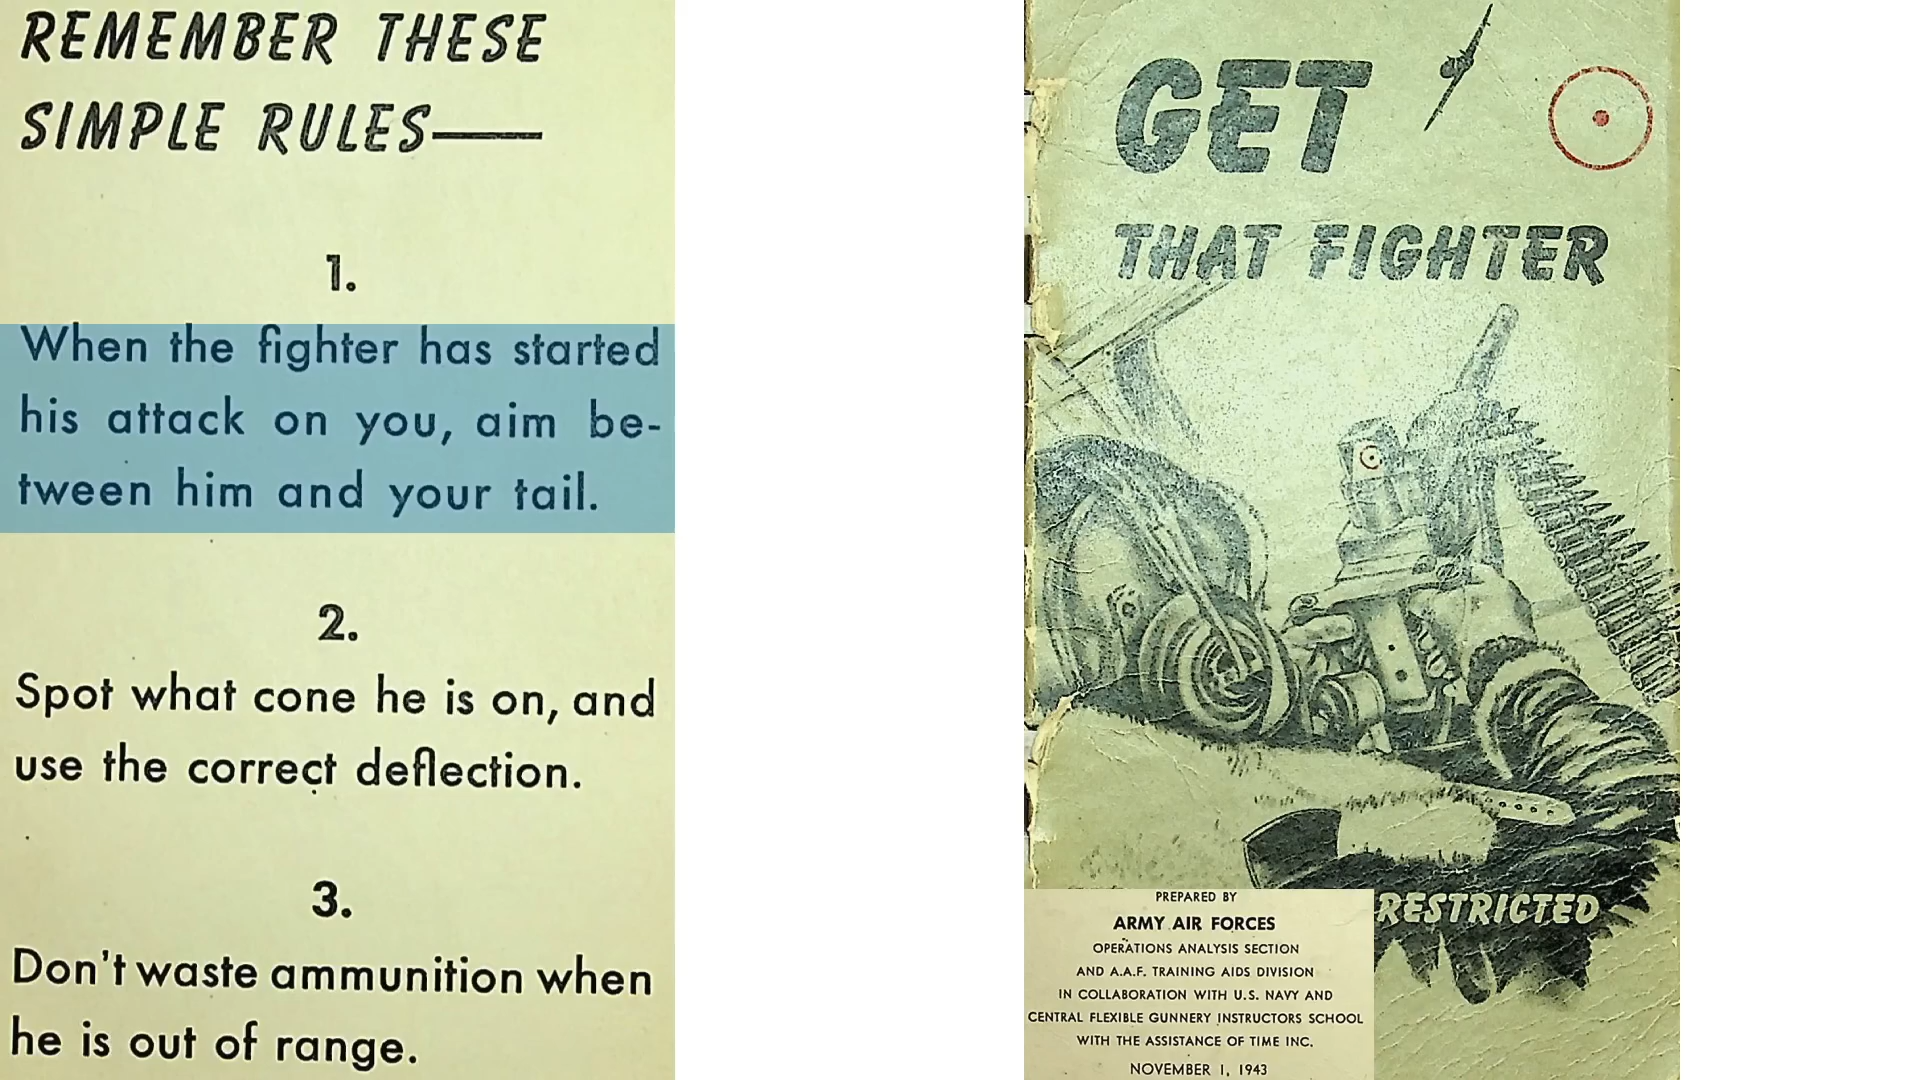 REMEMBER THESE
SIMPLE RULES—
1.
When the fighter has started
his attack on you, aim be-
tween him and your tail.
2.
Spot what cone he is on, and
use the correct deflection.
3.
Don't waste ammunition when
he is out of range.
GET
THAT FIGHTER
RESTRICTED
PREPARED BY
ARMY AIR FORCES
OPERATIONS ANALYSIS SECTION
AND A.A.F. TRAINING AIDS DIVISION
IN COLLABORATION WITH U.S. NAVY AND
CENTRAL FLEXIBLE GUNNERY INSTRUCTORS SCHOOL
WITH THE ASSISTANCE OF TIME INC.
NOVEMBER 1, 1943